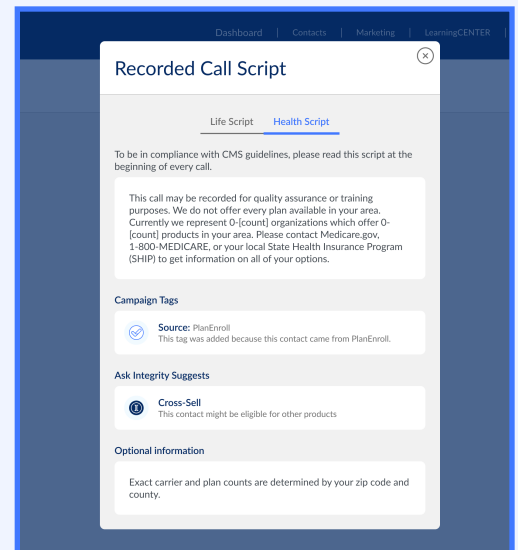 Dashboard | Contacts | Marketing | LearningCENTER |
Recorded Call Script
Life Script Health Script
To be in compliance with CMS guidelines, please read this script at the
beginning of every call.
This call may be recorded for quality assurance or training
purposes. We do not offer every plan available in your area.
Currently we represent 0-[count] organizations which offer 0-
[count] products in your area. Please contact Medicare.gov,
1-800-MEDICARE, or your local State Health Insurance Program
(SHIP) to get information on all of your options.
Campaign Tags
Source: PlanEnroll
This tag was added because this contact came from PlanEnroll.
Ask Integrity Suggests
Cross-Sell
This contact might be eligible for other products
Optional information
Exact carrier and plan counts are determined by your zip code and
county.